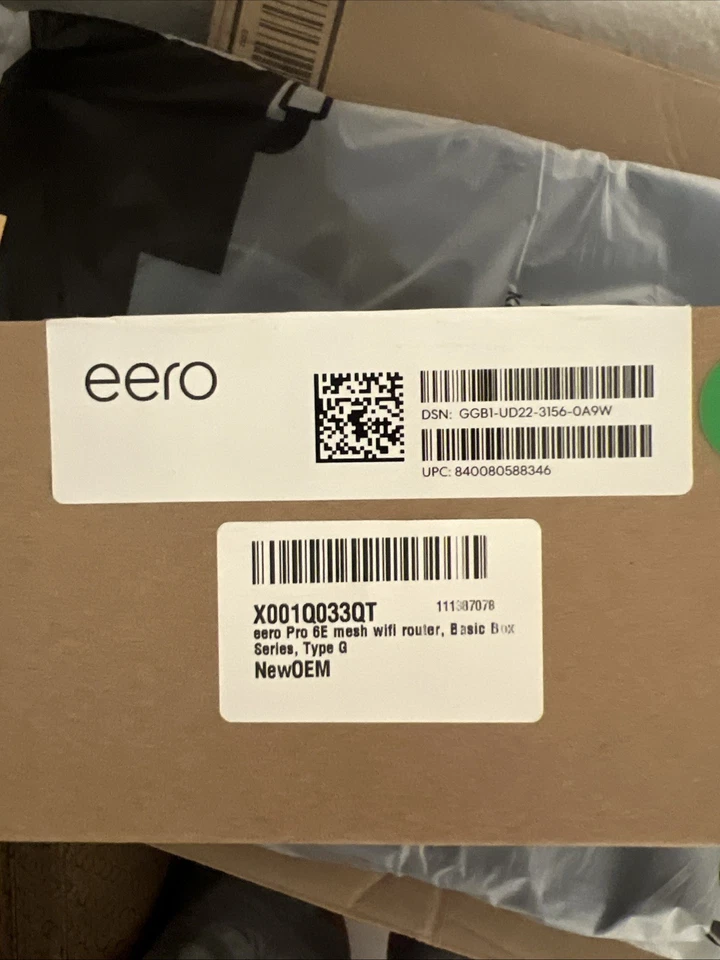 eero
DSN: GGB1-UD22-3156-0A9W
UPC: 840080588346
X001Q033QT 111387078
eero Pro 6E mesh wifi router, Basic Box
Series, Type G
NewOEM